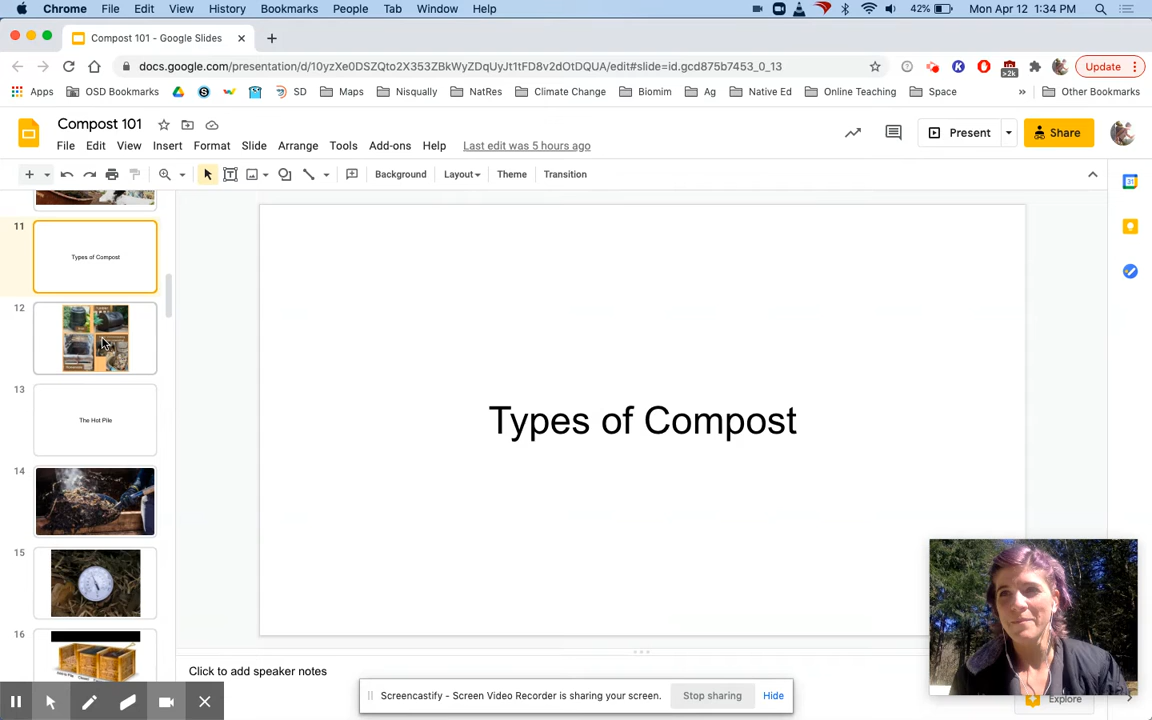 Chrome File Edit View History Bookmarks People Tab Window Help 42% Mon Apr 12 1:34 PM
Compost 101 - Google Slides
docs.google.com/presentation/d/10yzXe0DSZQto2X353ZBkWyZDqUyJt1tFD8v2dOtDQUA/edit#slide=id.gcd875b7453_0_13 >2k Update
Apps OSD Bookmarks SD Maps Nisqually NatRes Climate Change Biomim Ag Native Ed Online Teaching Space » Other Bookmarks
Compost 101
File Edit View Insert Format Slide Arrange Tools Add-ons Help Last edit was 5 hours ago
Present Share
Background Layout Theme Transition
31
11
Types of Compost
12
13
The Hot Pile
14
15
16
Types of Compost
Click to add speaker notes
Screencastify - Screen Video Recorder is sharing your screen. Stop sharing Hide
Explore